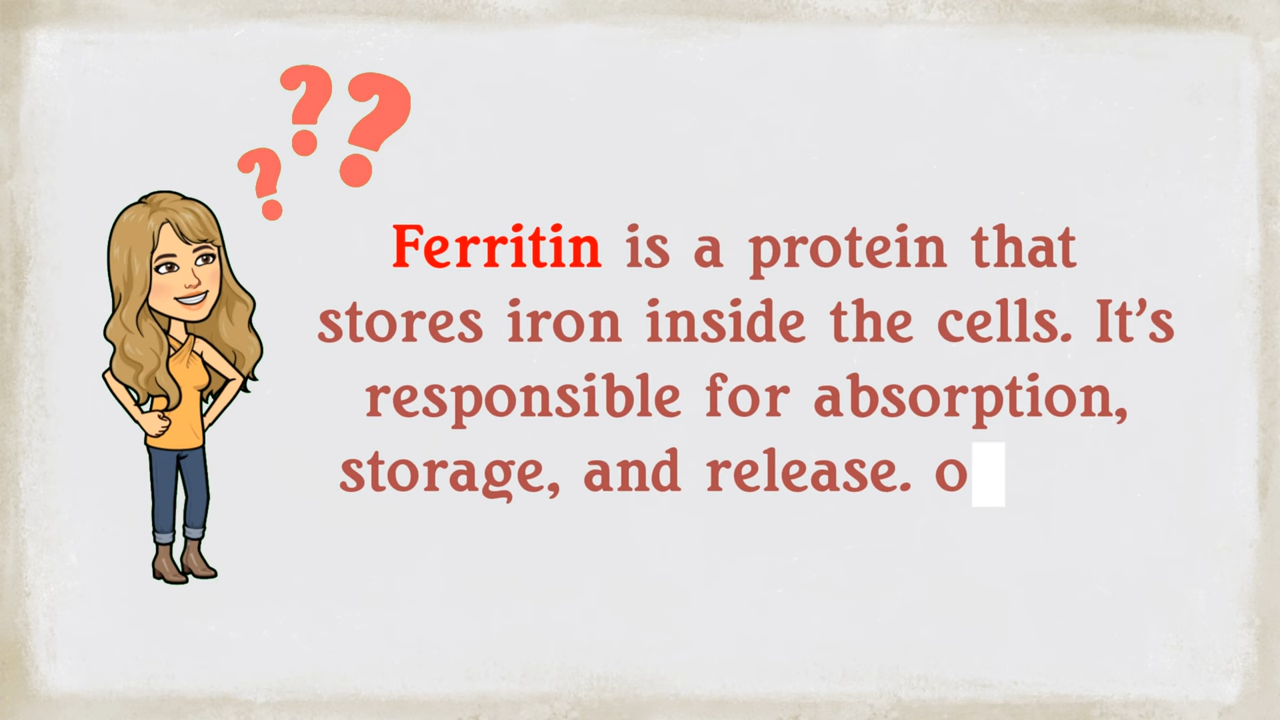 ???
Ferritin is a protein that
stores iron inside the cells. It's
responsible for absorption,
storage, and release. o